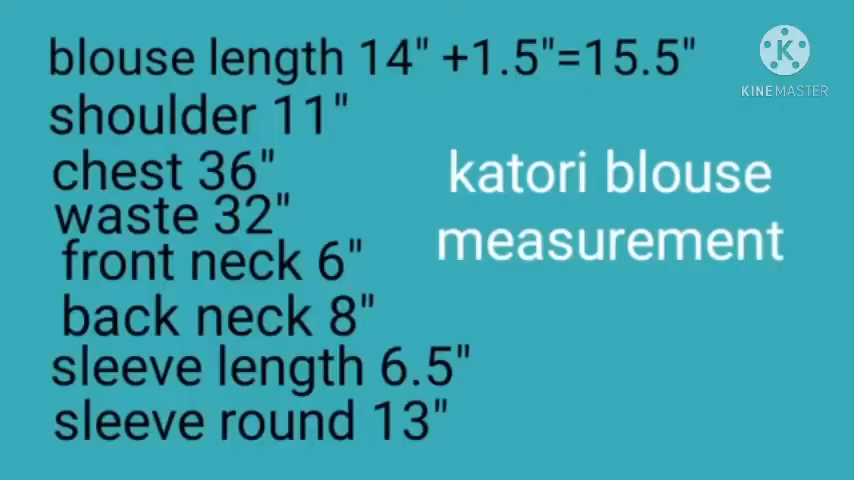 blouse length 14" +1.5"=15.5"
shoulder 11"
chest 36"
waste 32"
front neck 6"
back neck 8"
sleeve length 6.5"
sleeve round 13"
katori blouse
measurement
K
KINEMASTER